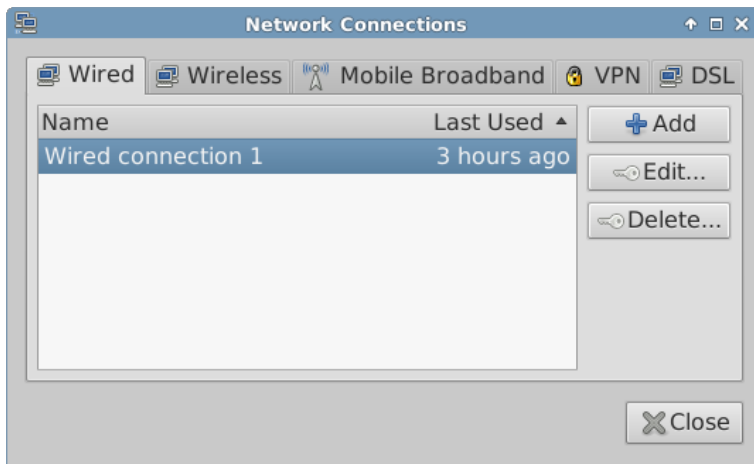 Network Connections
Wired Wireless Mobile Broadband VPN DSL
Name Last Used Add
Wired connection 1 3 hours ago
Edit...
Delete...
Close